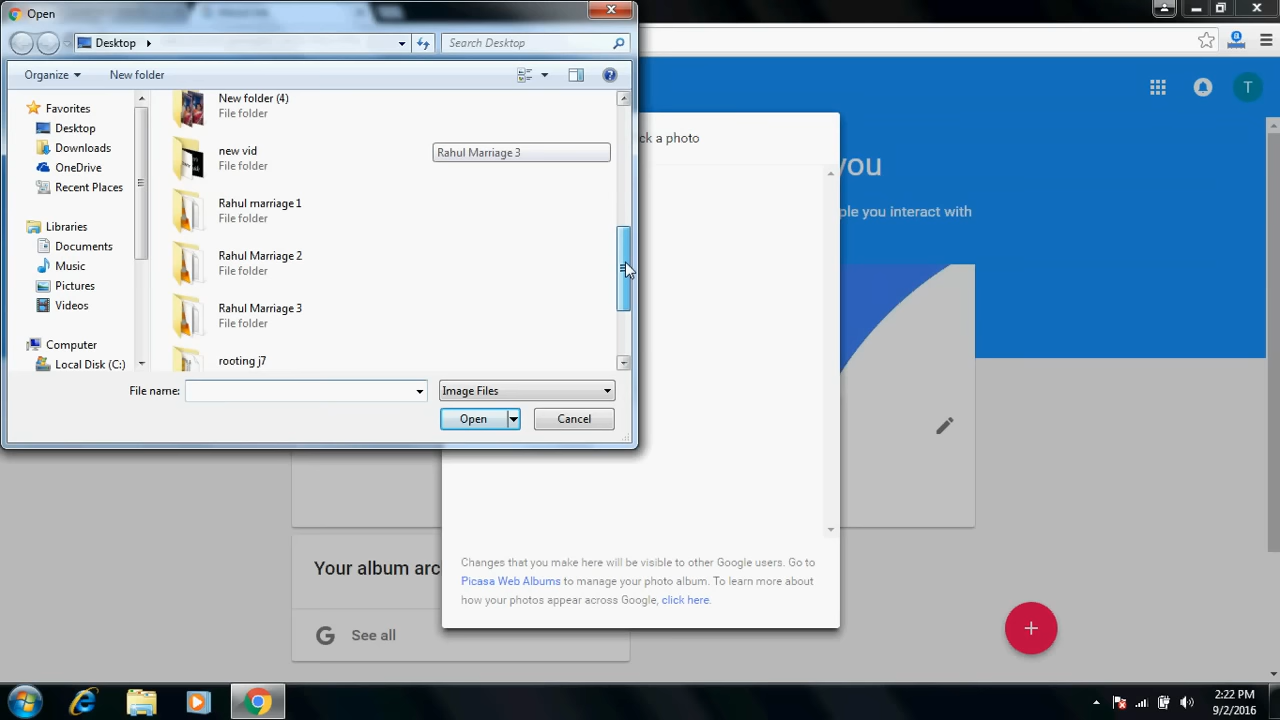 Open
Desktop
Search Desktop
Organize
New folder
Favorites
Desktop
Downloads
OneDrive
Recent Places
Libraries
Documents
Music
Pictures
Videos
Computer
Local Disk (C:)
New folder (4)
File folder
new vid
File folder
Rahul marriage 1
File folder
Rahul Marriage 2
File folder
Rahul Marriage 3
File folder
rooting j7
Rahul Marriage 3
File name:
Image Files
Open
Cancel
ck a photo
you
ple you interact with
T
Your album arc
See all
Changes that you make here will be visible to other Google users. Go to
Picasa Web Albums to manage your photo album. To learn more about
how your photos appear across Google, click here.
2:22 PM
9/2/2016